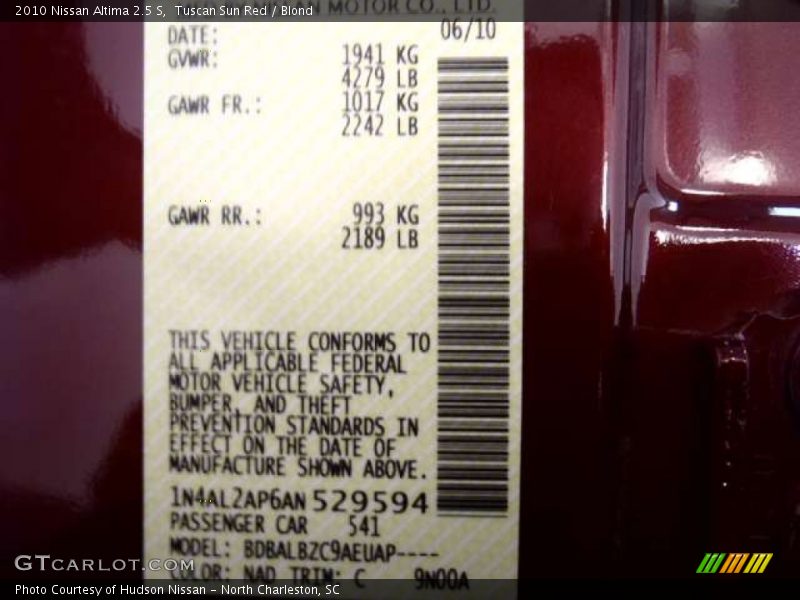 2010 Nissan Altima 2.5 S, Tuscan Sun Red / Blond
MOTOR CO., LTD.
DATE: 06/10
GVWR: 1941 KG
4279 LB
GAWR FR.: 1017 KG
2242 LB
GAWR RR.: 993 KG
2189 LB
THIS VEHICLE CONFORMS TO
ALL APPLICABLE FEDERAL
MOTOR VEHICLE SAFETY,
BUMPER, AND THEFT
PREVENTION STANDARDS IN
EFFECT ON THE DATE OF
MANUFACTURE SHOWN ABOVE.
1N4AL2AP6AN 529594
PASSENGER CAR 541
MODEL: BDBALBZC9AEUAP----
COLOR: NAD TRIM: C 9N00A
GTCARLOT.COM
Photo Courtesy of Hudson Nissan - North Charleston, SC